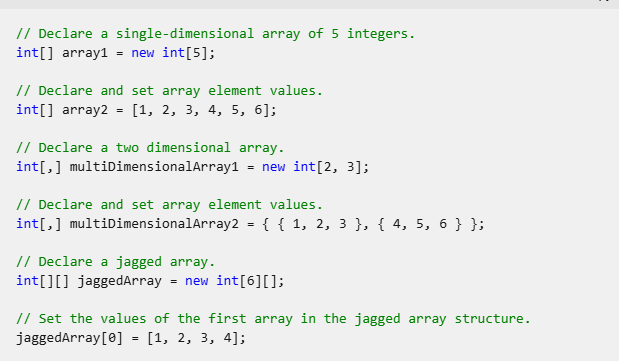 // Declare a single-dimensional array of 5 integers.
int[] array1 = new int[5];
// Declare and set array element values.
int[] array2 = [1, 2, 3, 4, 5, 6];
// Declare a two dimensional array.
int[,] multiDimensionalArray1 = new int[2, 3];
// Declare and set array element values.
int[,] multiDimensionalArray2 = { { 1, 2, 3 }, { 4, 5, 6 } };
// Declare a jagged array.
int[][] jaggedArray = new int[6][];
// Set the values of the first array in the jagged array structure.
jaggedArray[0] = [1, 2, 3, 4];